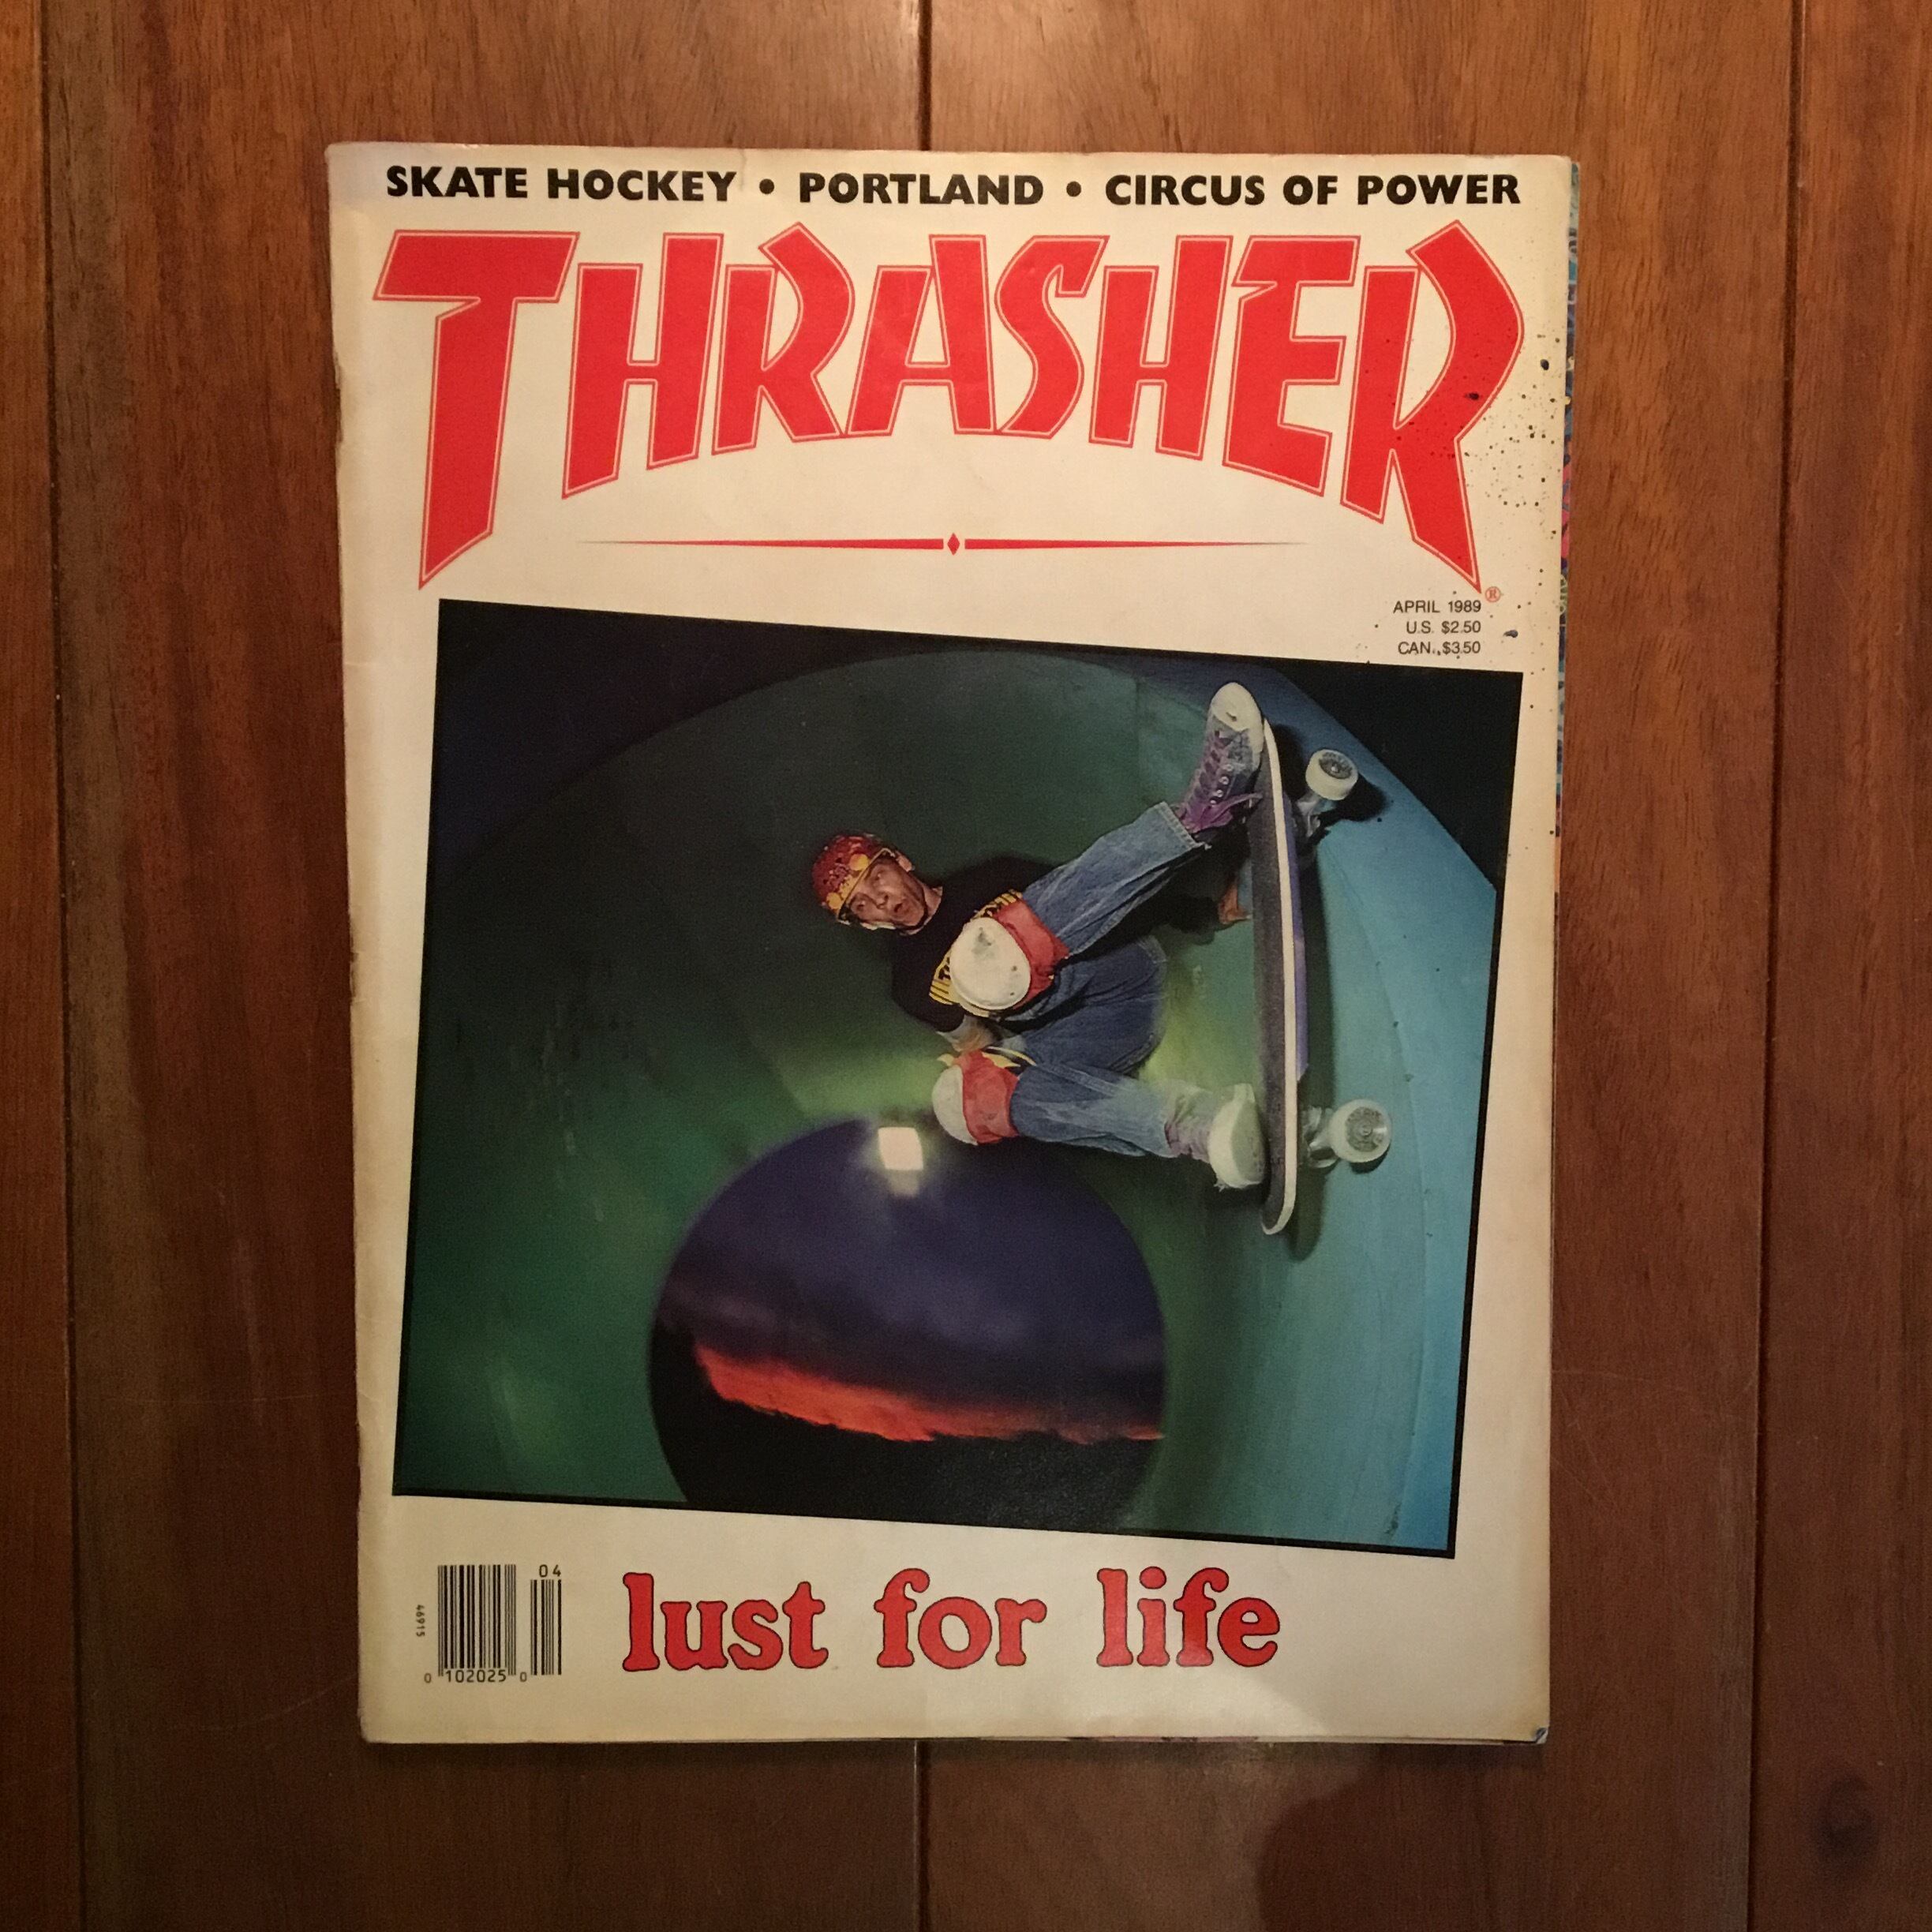 SKATE HOCKEY • PORTLAND • CIRCUS OF POWER
THRASHER®
APRIL 1989
U.S. $2.50
CAN. $3.50
04
46915
0 102025 0
lust for life